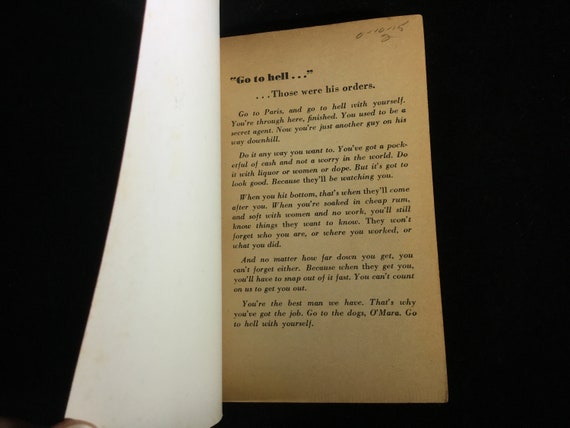 0-10-15
2
"Go to hell . . ."
. . . Those were his orders.
Go to Paris, and go to hell with yourself.
You're through here, finished. You used to be a
secret agent. Now you're just another guy on his
way downhill.
Do it any way you want to. You've got a pock-
erful of cash and not a worry in the world. Do
it with liquor or women or dope. But it's got to
look good. Because they'll be watching you.
When you hit bottom, that's when they'll come
after you. When you're soaked in cheap rum,
and soft with women and no work, you'll still
know things they want to know. They won't
forget who you are, or where you worked, or
what you did.
And no matter how far down you get, you
can't forget either. Because when they get you,
you'll have to snap out of it fast. You can't count
on us to get you out.
You're the best man we have. That's why
you've got the job. Go to the dogs, O'Mara. Go
to hell with yourself.